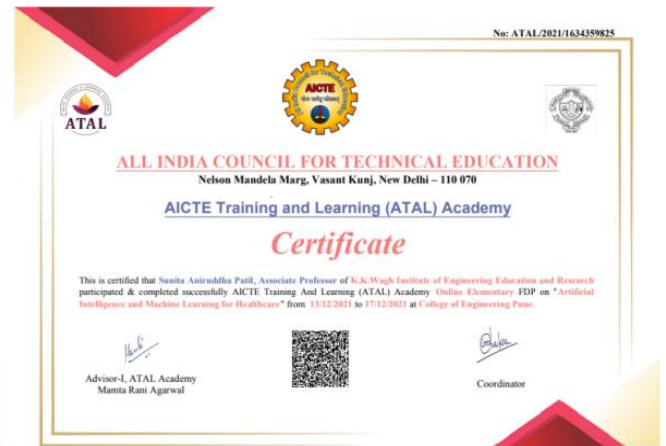 No: ATAL/2021/1634359825
AICTE
ATAL
ALL INDIA COUNCIL FOR TECHNICAL EDUCATION
Nelson Mandela Marg, Vasant Kunj, New Delhi – 110 070
AICTE Training and Learning (ATAL) Academy
Certificate
This is certified that Sunita Aniruddha Patil, Associate Professor of K.K.Wagh Institute of Engineering Education and Research
participated & completed successfully AICTE Training And Learning (ATAL) Academy Online Elementary FDP on "Artificial
Intelligence and Machine Learning for Healthcare" from 13/12/2021 to 17/12/2021 at College of Engineering Pune.
Advisor-I, ATAL Academy
Mamta Rani Agarwal
Coordinator